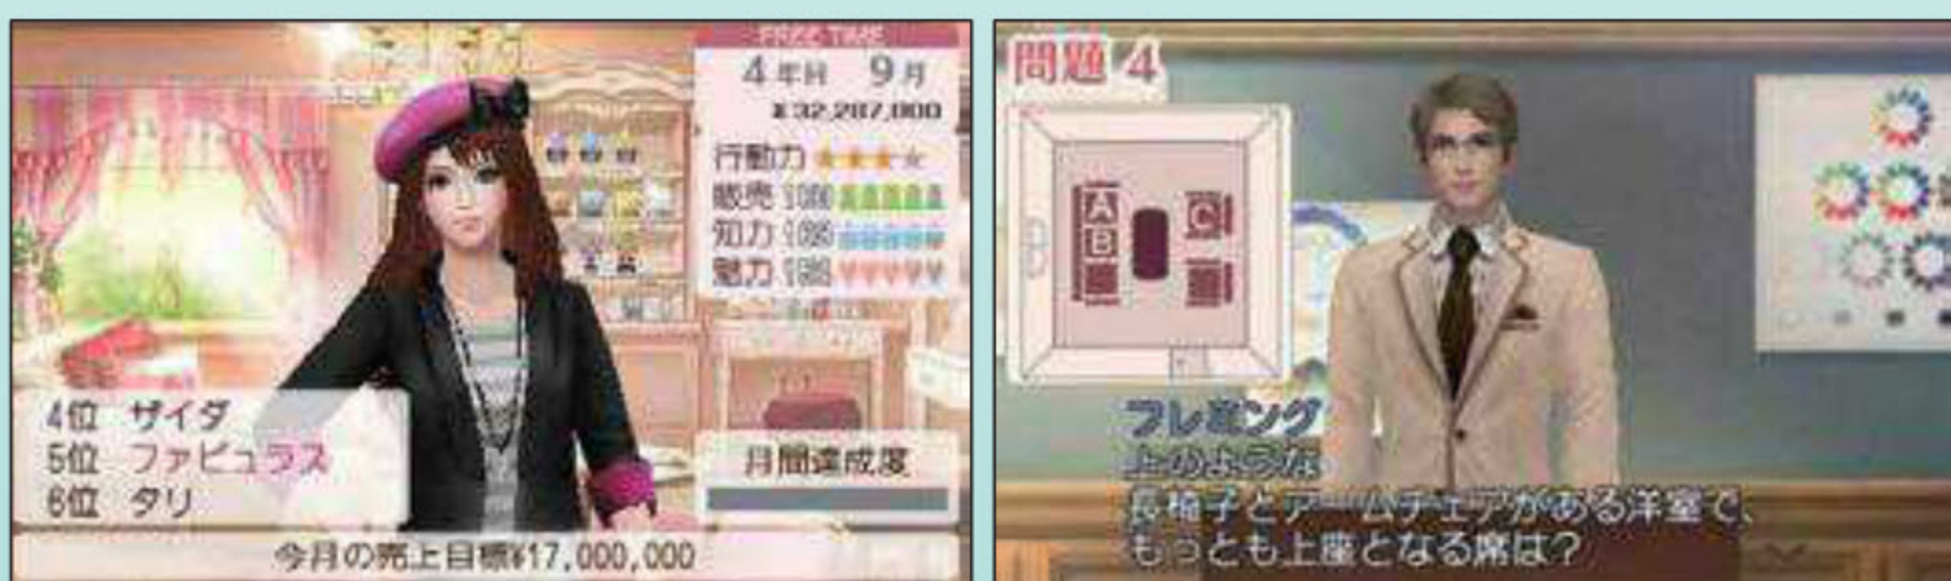 FREE TIME
4年目 9月
¥32,287,000
行動力
販売
知力
魅力
4位 ザイダ
5位 ファビュラス
6位 タリ
月間達成度
今月の売上目標¥17,000,000
問題 4
A
B
C
フレミング
上のような
長椅子とアームチェアがある洋室で、
もっとも上座となる席は?